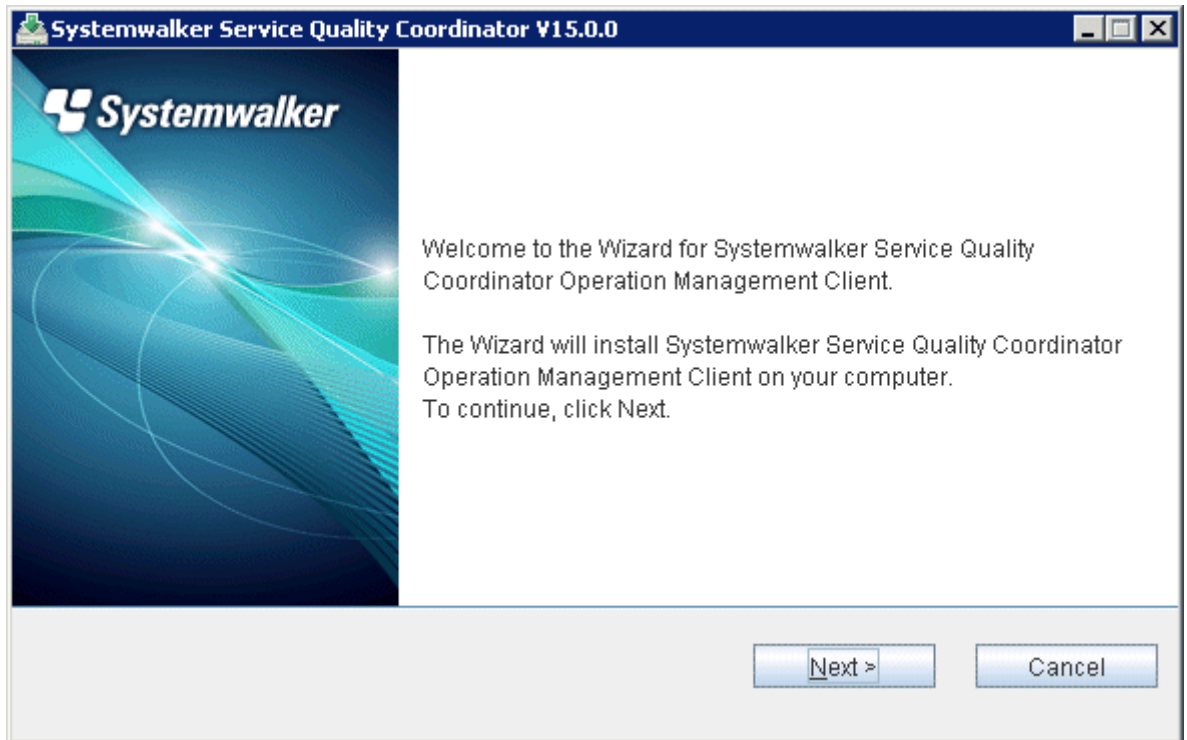 Systemwalker Service Quality Coordinator V15.0.0
Systemwalker
Welcome to the Wizard for Systemwalker Service Quality
Coordinator Operation Management Client.
The Wizard will install Systemwalker Service Quality Coordinator
Operation Management Client on your computer.
To continue, click Next.
Next > Cancel